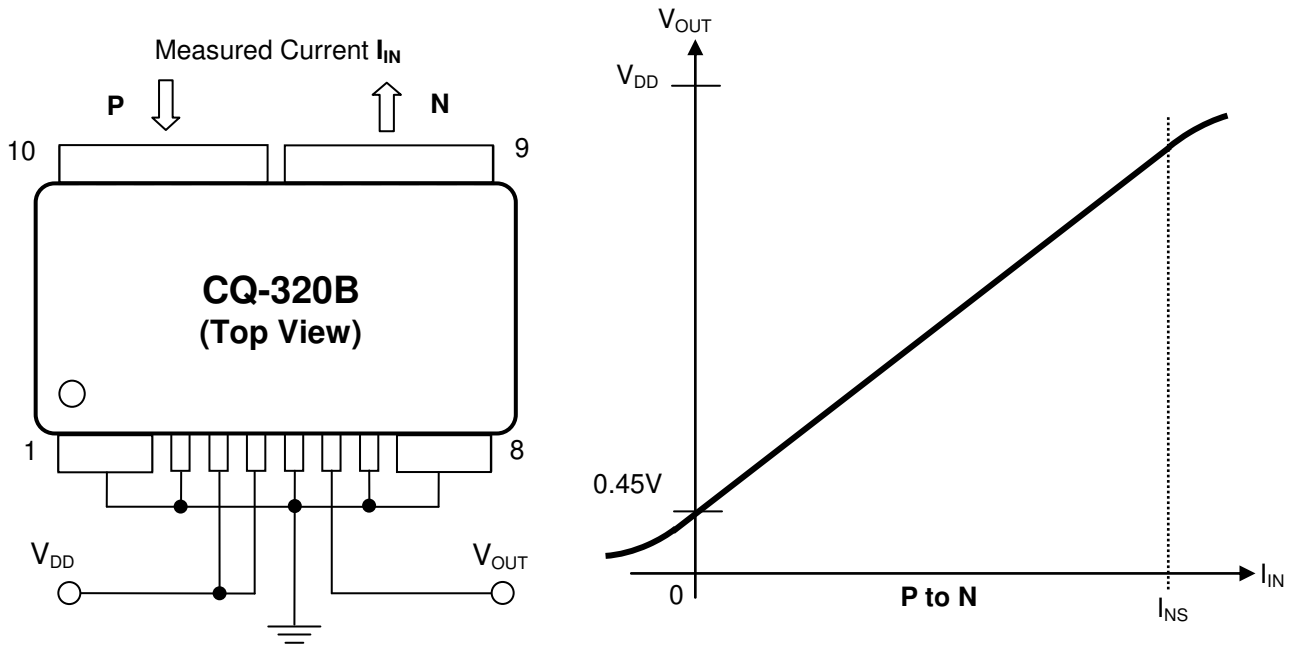 Measured Current I_IN
P
N
10
9
CQ-320B
(Top View)
1
8
V_DD
V_OUT
V_OUT
V_DD
0.45V
0
P to N
I_NS
I_IN